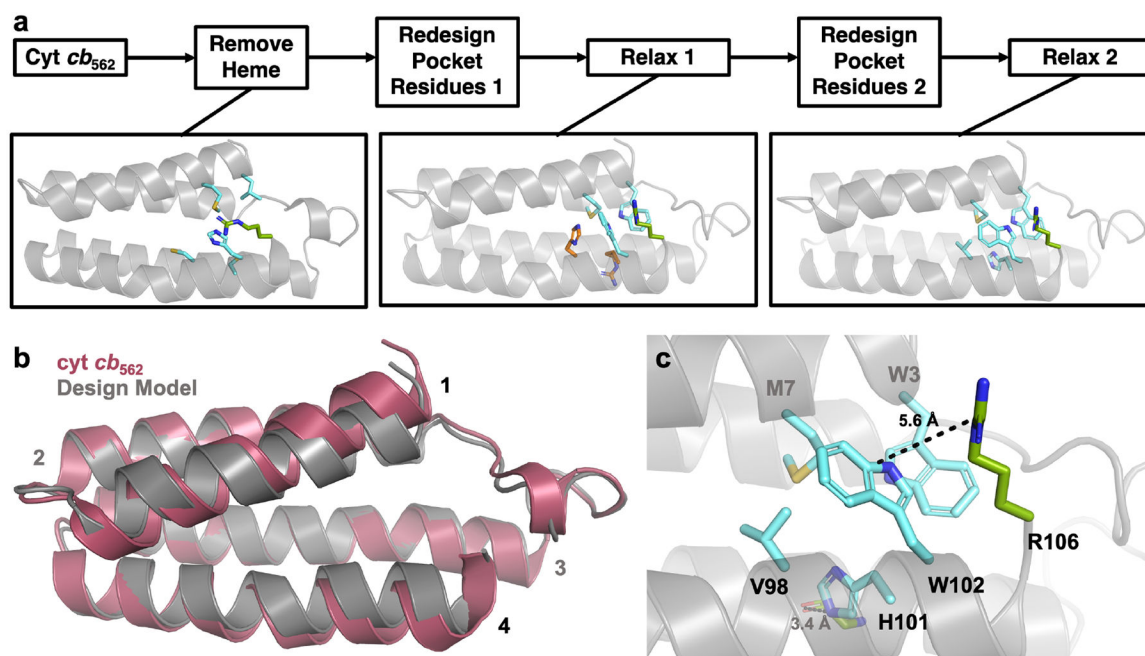 a
Cyt cb562
Remove
Heme
Redesign
Pocket
Residues 1
Relax 1
Redesign
Pocket
Residues 2
Relax 2
b
cyt cb562
Design Model
1
2
3
4
c
M7
W3
5.6 Å
R106
V98
W102
3.4 Å
H101